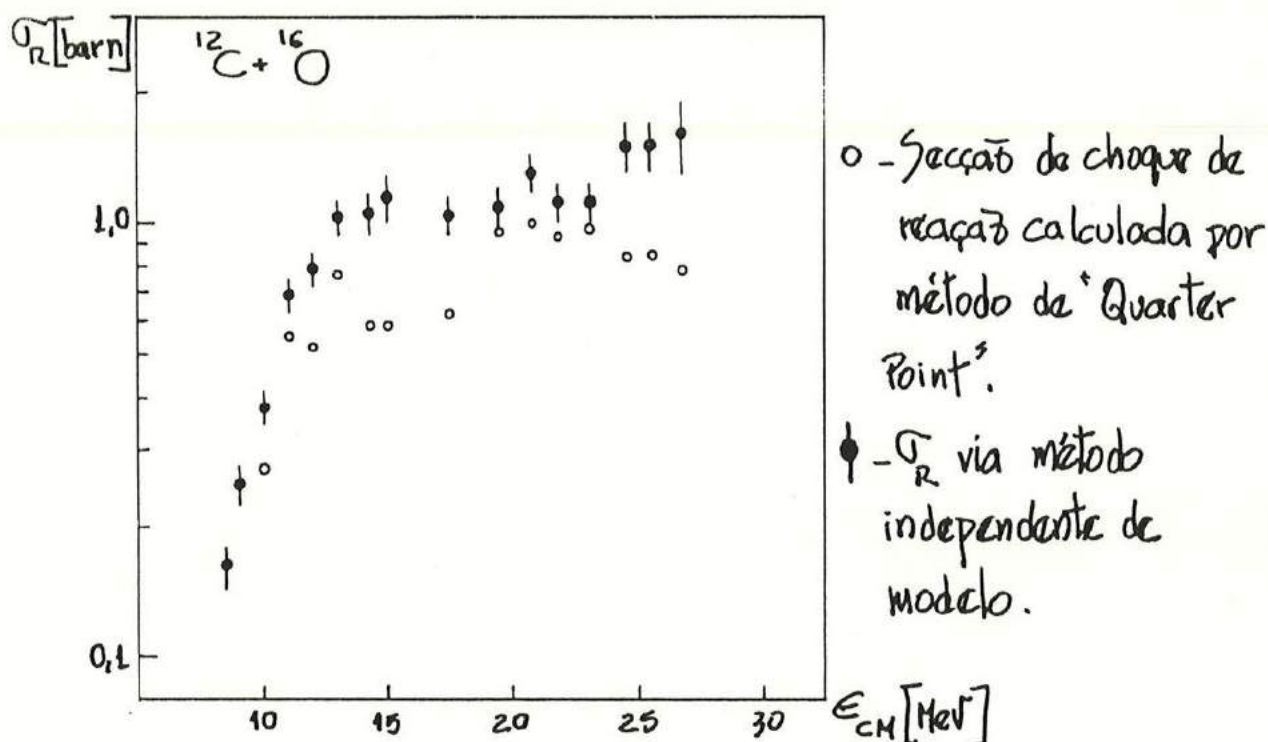 σR [barn]
12C + 16O
1,0
0,1
10 15 20 25 30
ЄCM [MeV]
o - Secção de choque de
reação calculada por
método de "Quarter
Point".
- σR via método
independente de
modelo.